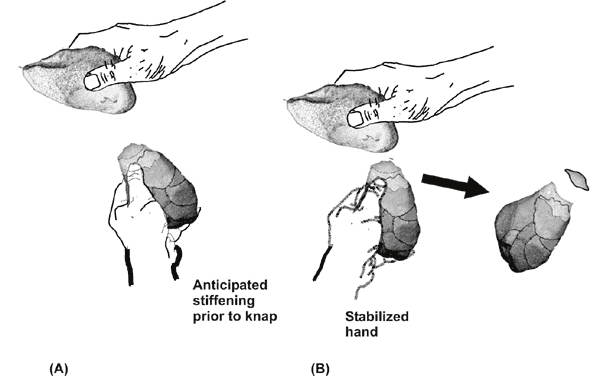 Anticipated
stiffening
prior to knap
Stabilized
hand
(A)
(B)